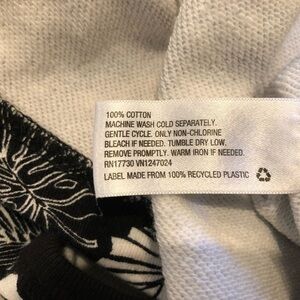 100% COTTON
MACHINE WASH COLD SEPARATELY.
GENTLE CYCLE. ONLY NON-CHLORINE
BLEACH IF NEEDED. TUMBLE DRY LOW.
REMOVE PROMPTLY. WARM IRON IF NEEDED.
RN17730 VN1247024
LABEL MADE FROM 100% RECYCLED PLASTIC